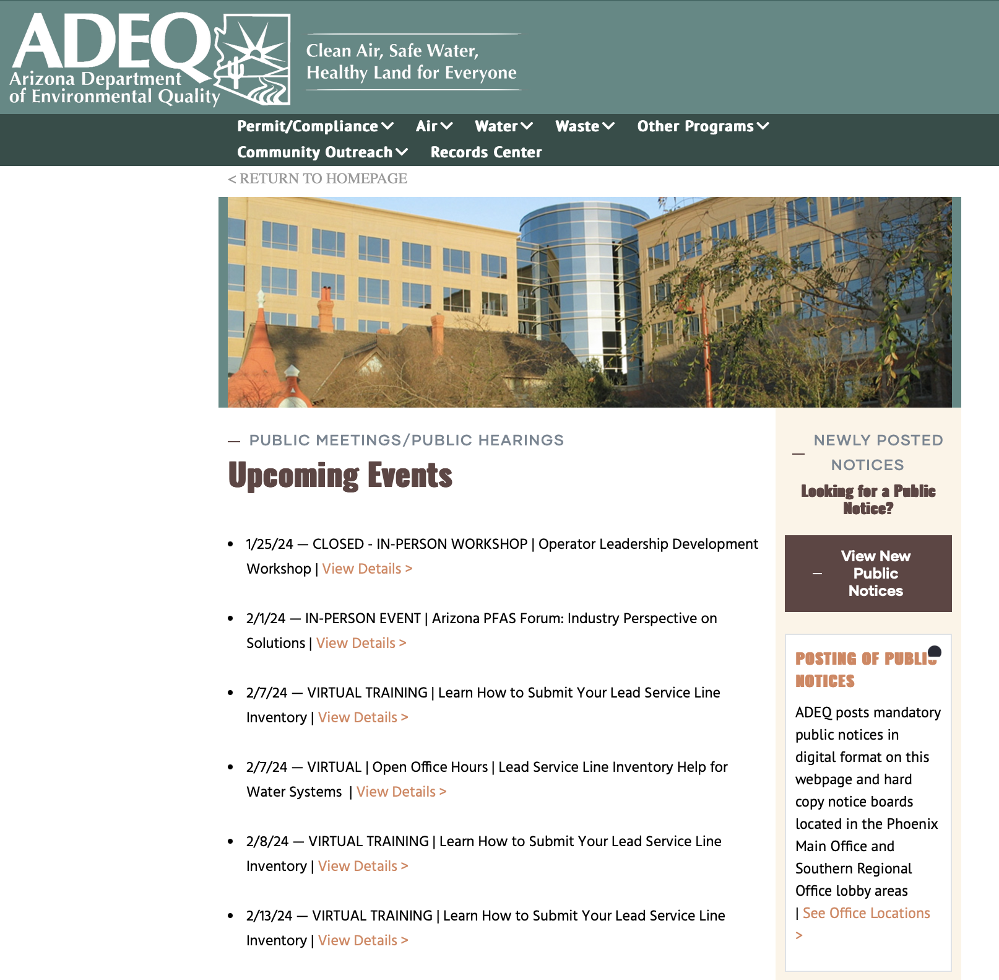 ADEQ
Arizona Department
of Environmental Quality
Clean Air, Safe Water,
Healthy Land for Everyone
Permit/Compliance Air Water Waste Other Programs
Community Outreach Records Center
< RETURN TO HOMEPAGE
PUBLIC MEETINGS/PUBLIC HEARINGS
Upcoming Events
• 1/25/24 — CLOSED - IN-PERSON WORKSHOP | Operator Leadership Development
Workshop | View Details >
• 2/1/24 — IN-PERSON EVENT | Arizona PFAS Forum: Industry Perspective on
Solutions | View Details >
• 2/7/24 — VIRTUAL TRAINING | Learn How to Submit Your Lead Service Line
Inventory | View Details >
• 2/7/24 — VIRTUAL | Open Office Hours | Lead Service Line Inventory Help for
Water Systems | View Details >
• 2/8/24 — VIRTUAL TRAINING | Learn How to Submit Your Lead Service Line
Inventory | View Details >
• 2/13/24 — VIRTUAL TRAINING | Learn How to Submit Your Lead Service Line
Inventory | View Details >
NEWLY POSTED
NOTICES
Looking for a Public
Notice?
View New
Public
Notices
POSTING OF PUBLIC
NOTICES
ADEQ posts mandatory
public notices in
digital format on this
webpage and hard
copy notice boards
located in the Phoenix
Main Office and
Southern Regional
Office lobby areas
| See Office Locations
>